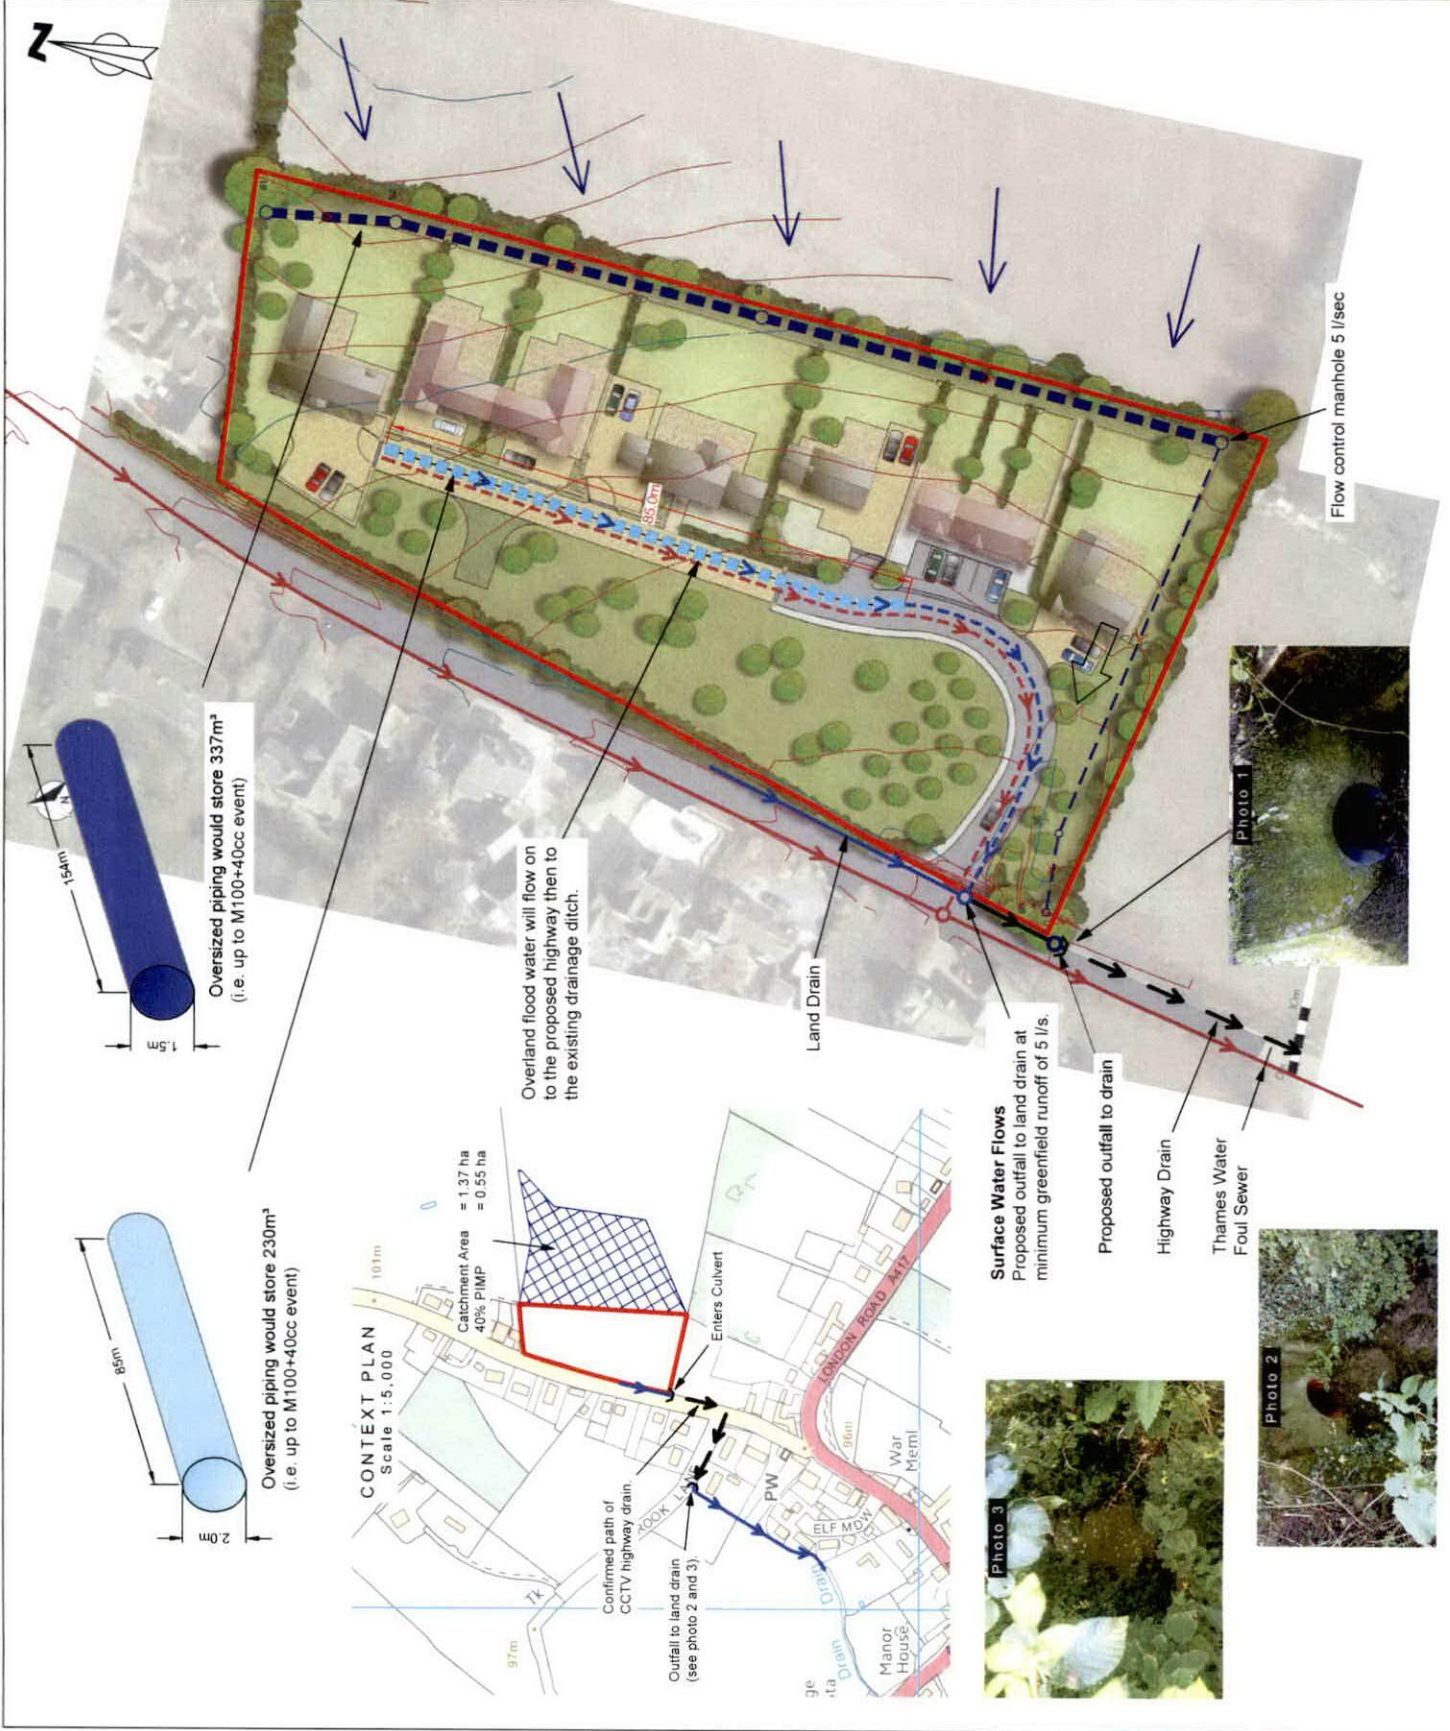 85m
2.0m
Oversized piping would store 230m³
(i.e. up to M100+40cc event)
154m
1.5m
N
Oversized piping would store 337m³
(i.e. up to M100+40cc event)
Overland flood water will flow on
to the proposed highway then to
the existing drainage ditch.
CONTEXT PLAN
Scale 1:5,000
Catchment Area = 1.37 ha
40% PIMP = 0.55 ha
101m
Enters Culvert
Confirmed path of
CCTV highway drain.
Outfall to land drain
(see photo 2 and 3).
97m
Tk
PW
ELF MDW
War
Meml
96m
LONDON ROAD A417
Drain
Drain
Manor
House
Land Drain
85.0m
Surface Water Flows
Proposed outfall to land drain at
minimum greenfield runoff of 5 l/s.
Proposed outfall to drain
Highway Drain
Thames Water
Foul Sewer
Flow control manhole 5 l/sec
Photo 1
Photo 2
Photo 3
N